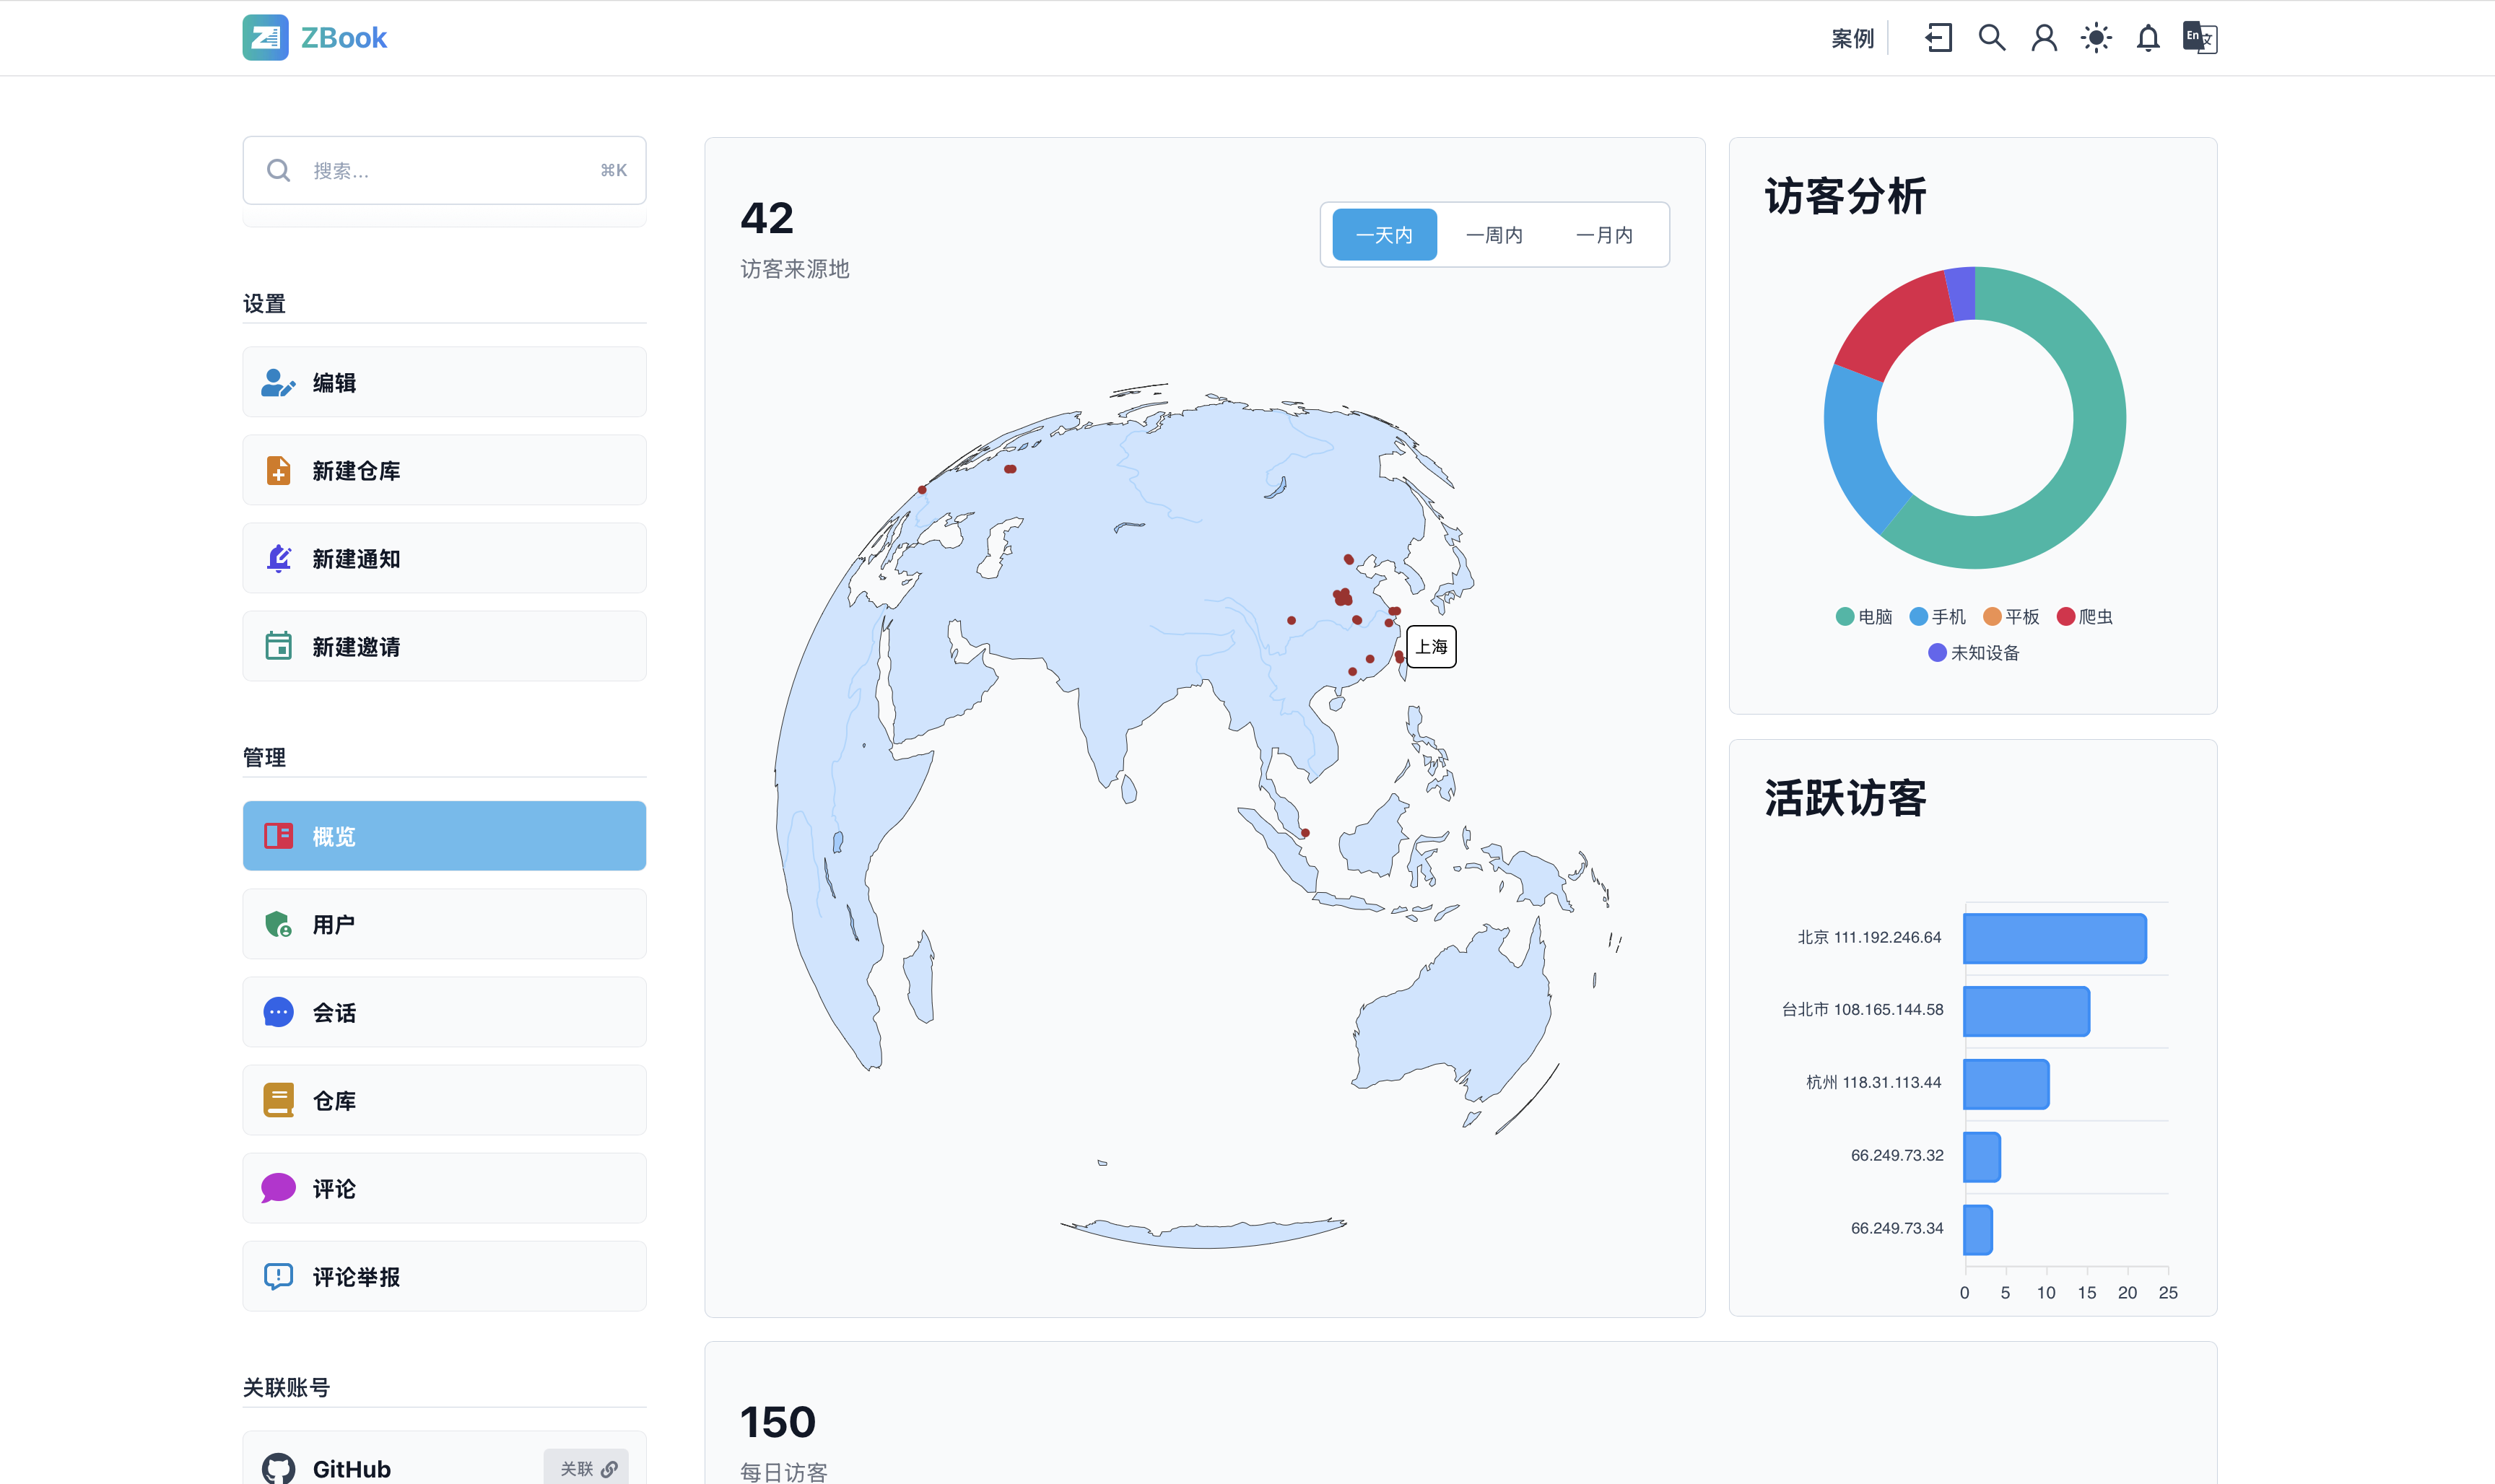 ZBook
案例
En 文
搜索...
⌘K
设置
编辑
新建仓库
新建通知
新建邀请
管理
概览
用户
会话
仓库
评论
评论举报
关联账号
GitHub
关联
42
访客来源地
一天内
一周内
一月内
上海
访客分析
电脑
手机
平板
爬虫
未知设备
活跃访客
北京 111.192.246.64
台北市 108.165.144.58
杭州 118.31.113.44
66.249.73.32
66.249.73.34
0 5 10 15 20 25
150
每日访客